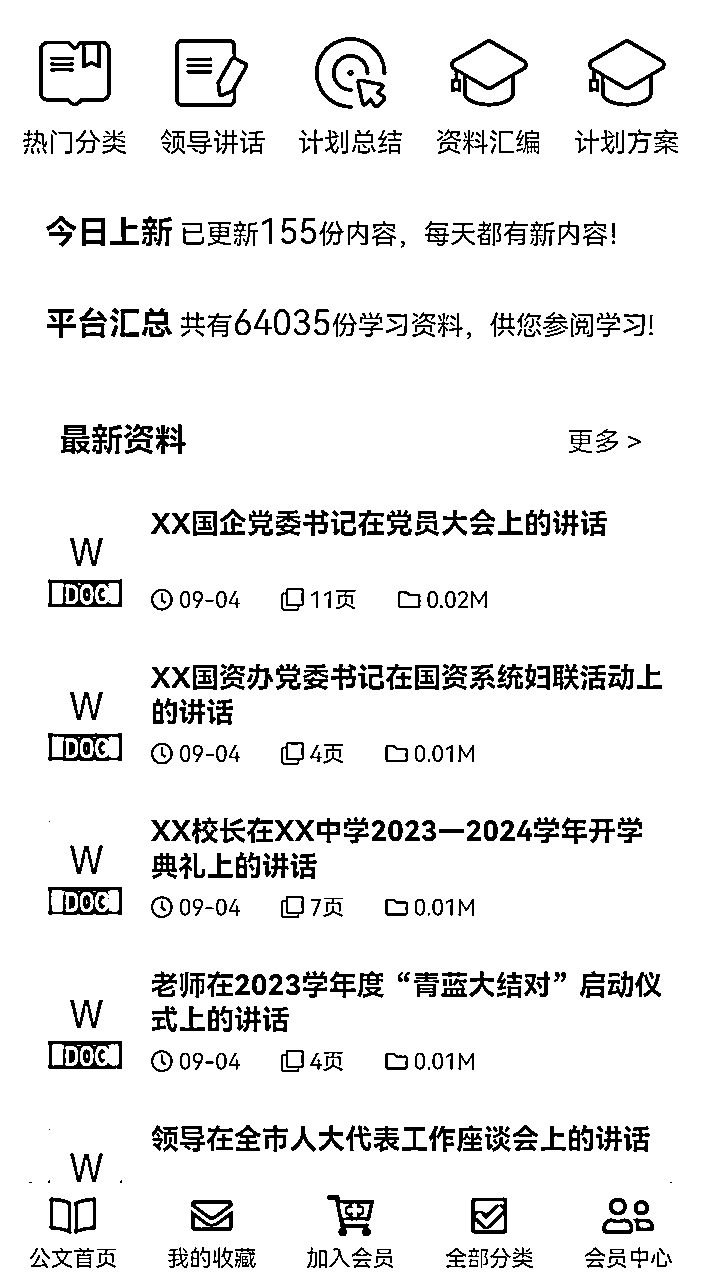 热门分类 领导讲话 计划总结 资料汇编 计划方案
今日上新 已更新155份内容，每天都有新内容！
平台汇总 共有64035份学习资料，供您参阅学习！
最新资料 更多 >
XX国企党委书记在党员大会上的讲话
W
DOC 09-04 11页 0.02M
XX国资办党委书记在国资系统妇联活动上
W
的讲话
DOC 09-04 4页 0.01M
XX校长在XX中学2023—2024学年开学
W
典礼上的讲话
DOC 09-04 7页 0.01M
老师在2023学年度“青蓝大结对”启动仪
W
式上的讲话
DOC 09-04 4页 0.01M
领导在全市人大代表工作座谈会上的讲话
W
公文首页 我的收藏 加入会员 全部分类 会员中心